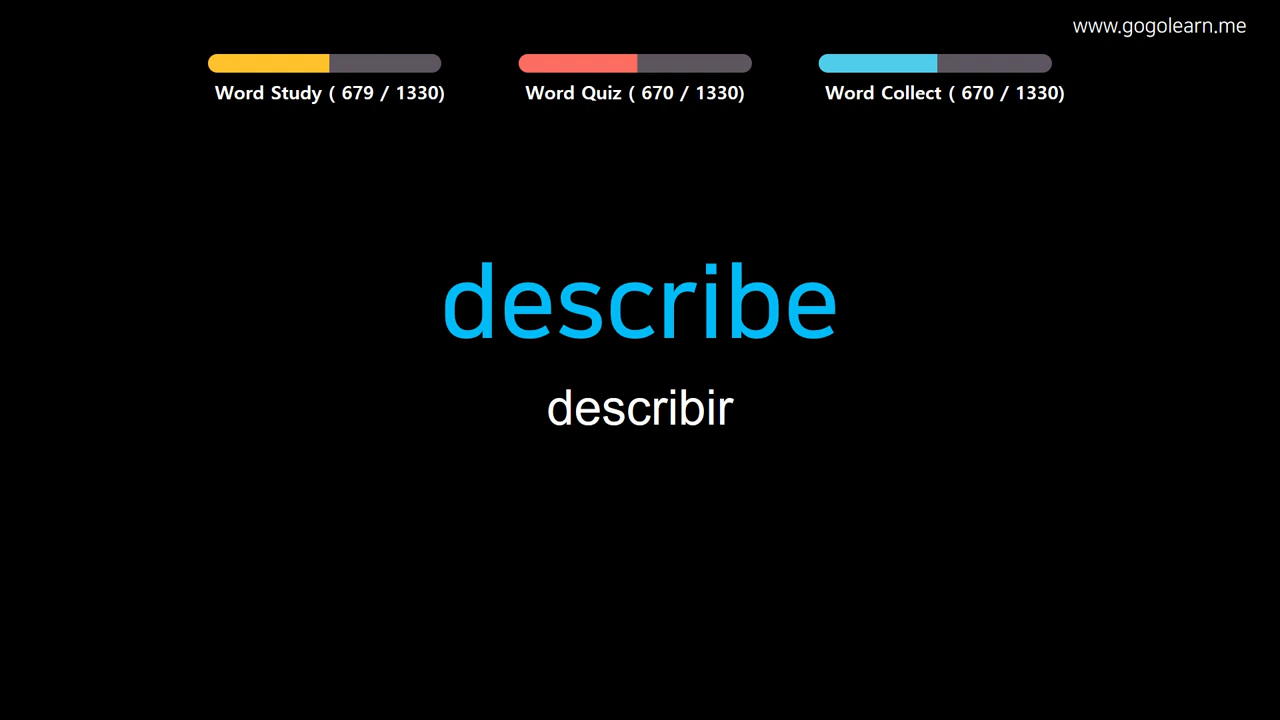 www.gogolearn.me
Word Study ( 679 / 1330)
Word Quiz ( 670 / 1330)
Word Collect ( 670 / 1330)
describe
describir